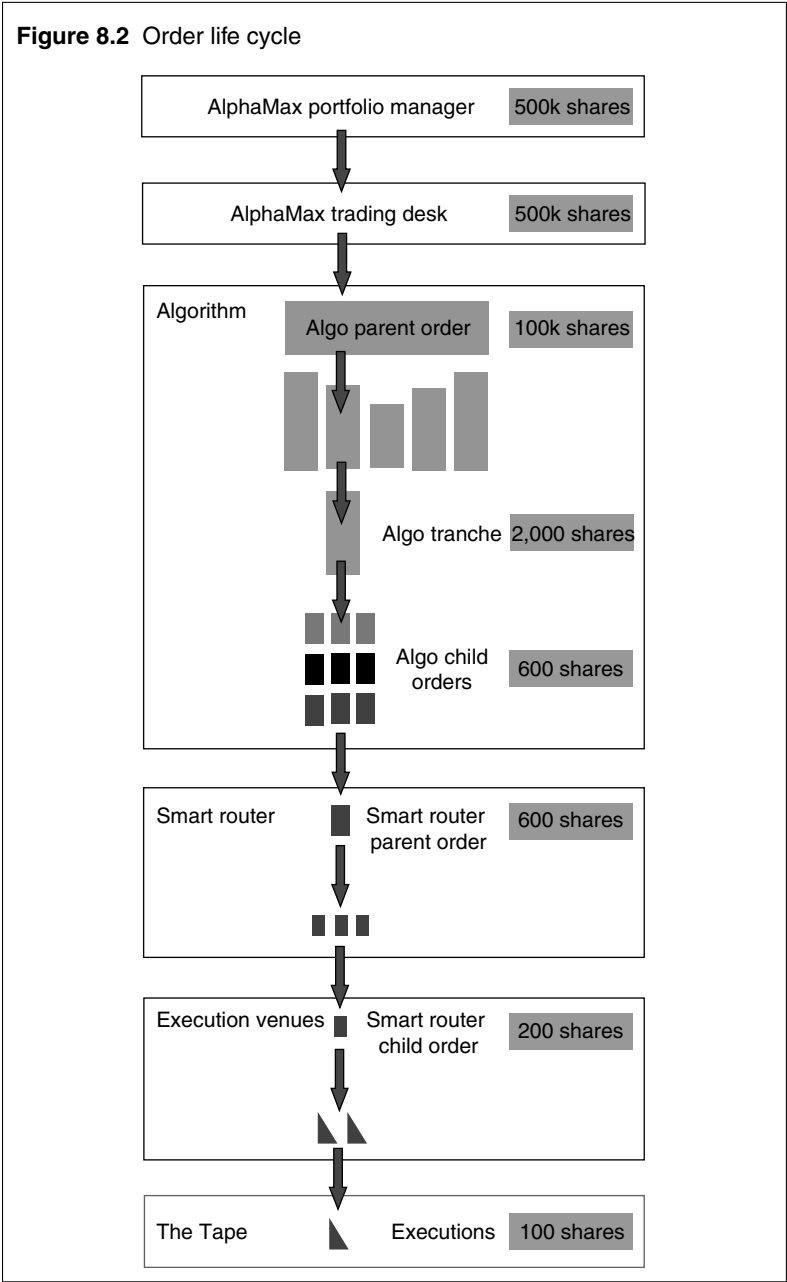 Figure 8.2 Order life cycle
AlphaMax portfolio manager 500k shares
AlphaMax trading desk 500k shares
Algorithm
Algo parent order 100k shares
Algo tranche 2,000 shares
Algo child
orders
600 shares
Smart router
Smart router
parent order
600 shares
Execution venues
Smart router
child order
200 shares
The Tape Executions 100 shares